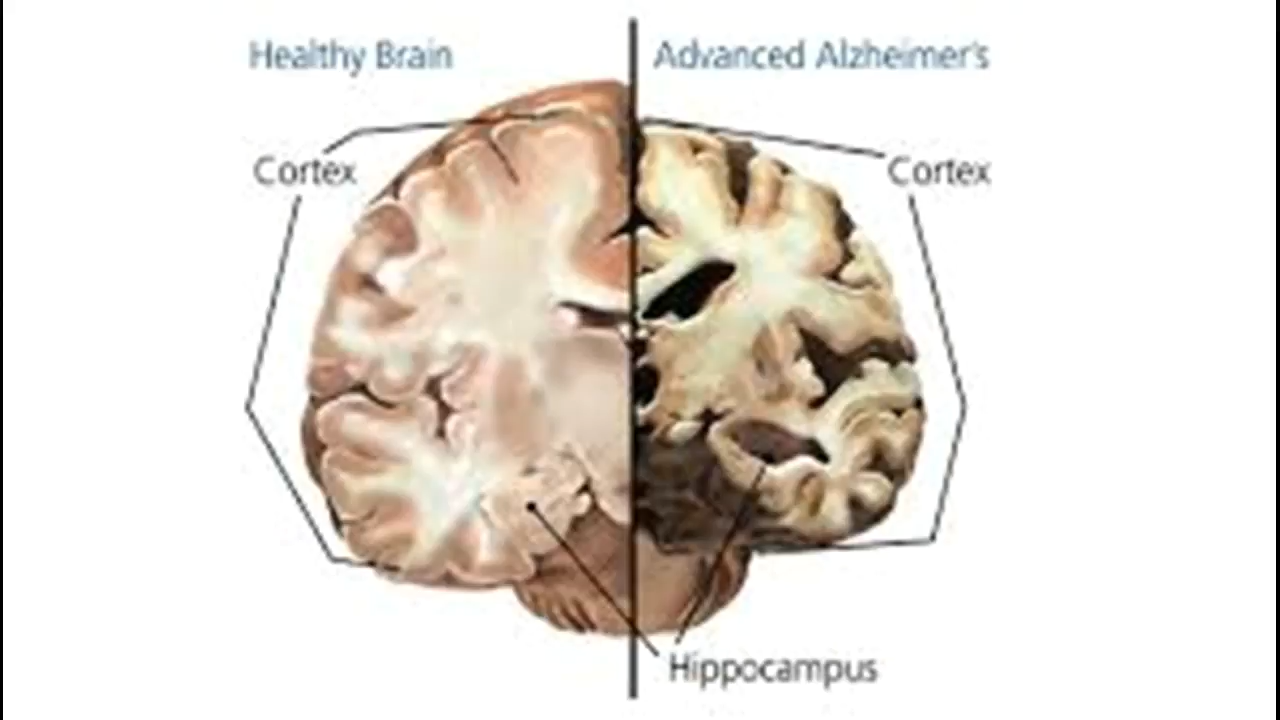 Healthy Brain
Advanced Alzheimer's
Cortex
Cortex
Hippocampus